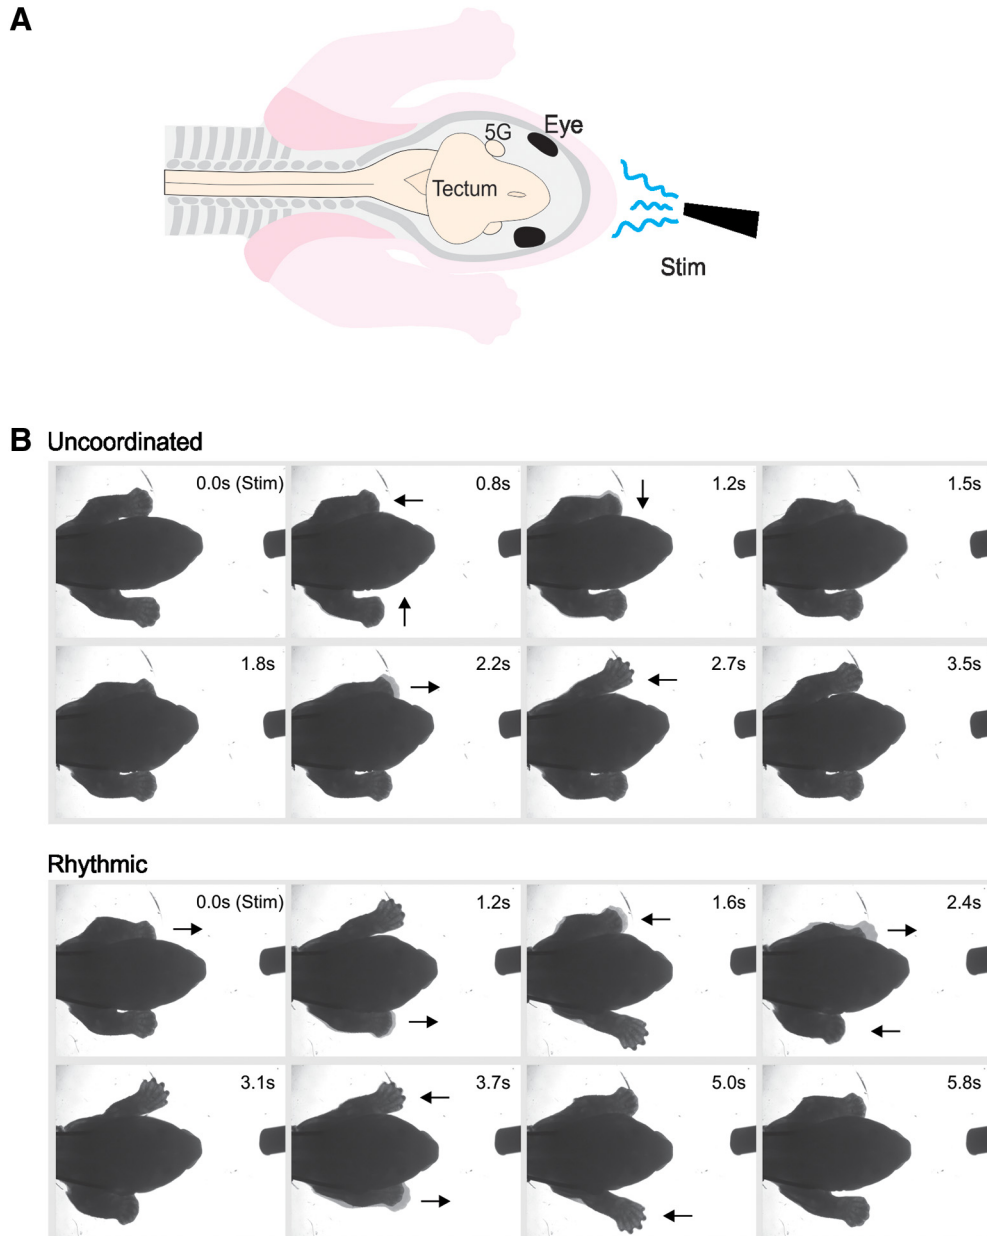 A
5G
Eye
Tectum
Stim
B Uncoordinated
0.0s (Stim)
0.8s
1.2s
1.5s
1.8s
2.2s
2.7s
3.5s
Rhythmic
0.0s (Stim)
1.2s
1.6s
2.4s
3.1s
3.7s
5.0s
5.8s